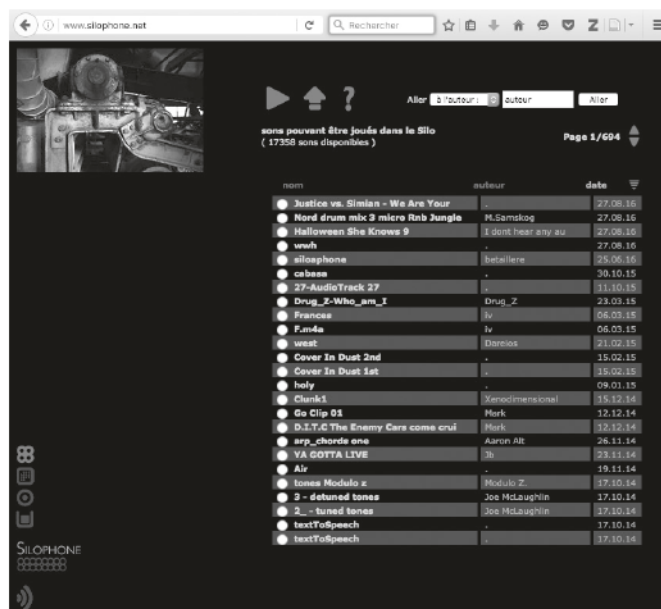 www.silophone.net
Rechercher
Aller à l'auteur : auteur Aller
sons pouvant être joués dans le Silo
( 17358 sons disponibles )
Page 1/694
nom auteur date
Justice vs. Simian - We Are Your . 27.08.16
Nord drum mix 3 micro Rnb Jungle M.Samskog 27.08.16
Halloween She Knows 9 I dont hear any au 27.08.16
wwh . 27.08.16
silosphone betaillere 25.06.16
cabasa . 30.10.15
27-AudioTrack 27 . 11.10.15
Drug_Z-Who_am_I Drug_Z 23.03.15
Frances iv 06.03.15
F.m4a iv 06.03.15
west Doreios 21.02.15
Cover In Dust 2nd . 15.02.15
Cover In Dust 1st . 15.02.15
holy . 09.01.15
Clunk1 Xenodimensional 15.12.14
Go Clip 01 Mark 12.12.14
D.I.T.C The Enemy Cars come crui Mark 12.12.14
arp_chords one Aaron Alt 26.11.14
YA GOTTA LIVE Jb 23.11.14
Air . 19.11.14
tones Modulo z Modulo Z. 17.10.14
3 - detuned tones Joe McLaughlin 17.10.14
2_ - tuned tones Joe McLaughlin 17.10.14
textToSpeech . 17.10.14
textToSpeech . 17.10.14
SILOPHONE